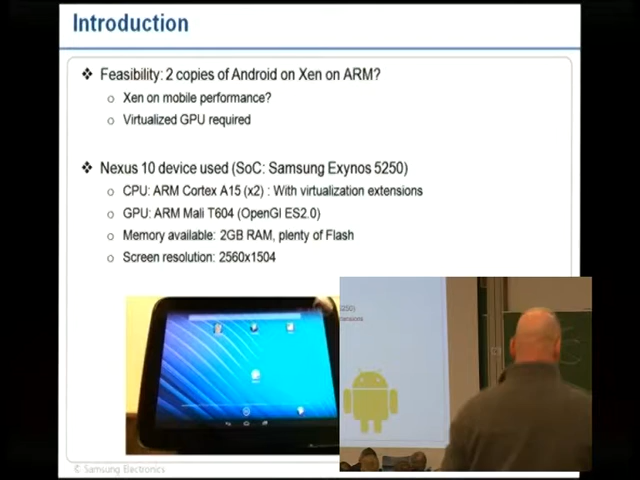 Introduction
❖ Feasibility: 2 copies of Android on Xen on ARM?
o Xen on mobile performance?
o Virtualized GPU required
❖ Nexus 10 device used (SoC: Samsung Exynos 5250)
o CPU: ARM Cortex A15 (x2) : With virtualization extensions
o GPU: ARM Mali T604 (OpenGl ES2.0)
o Memory available: 2GB RAM, plenty of Flash
o Screen resolution: 2560x1504
5250)
xtensions
© Samsung Electronics